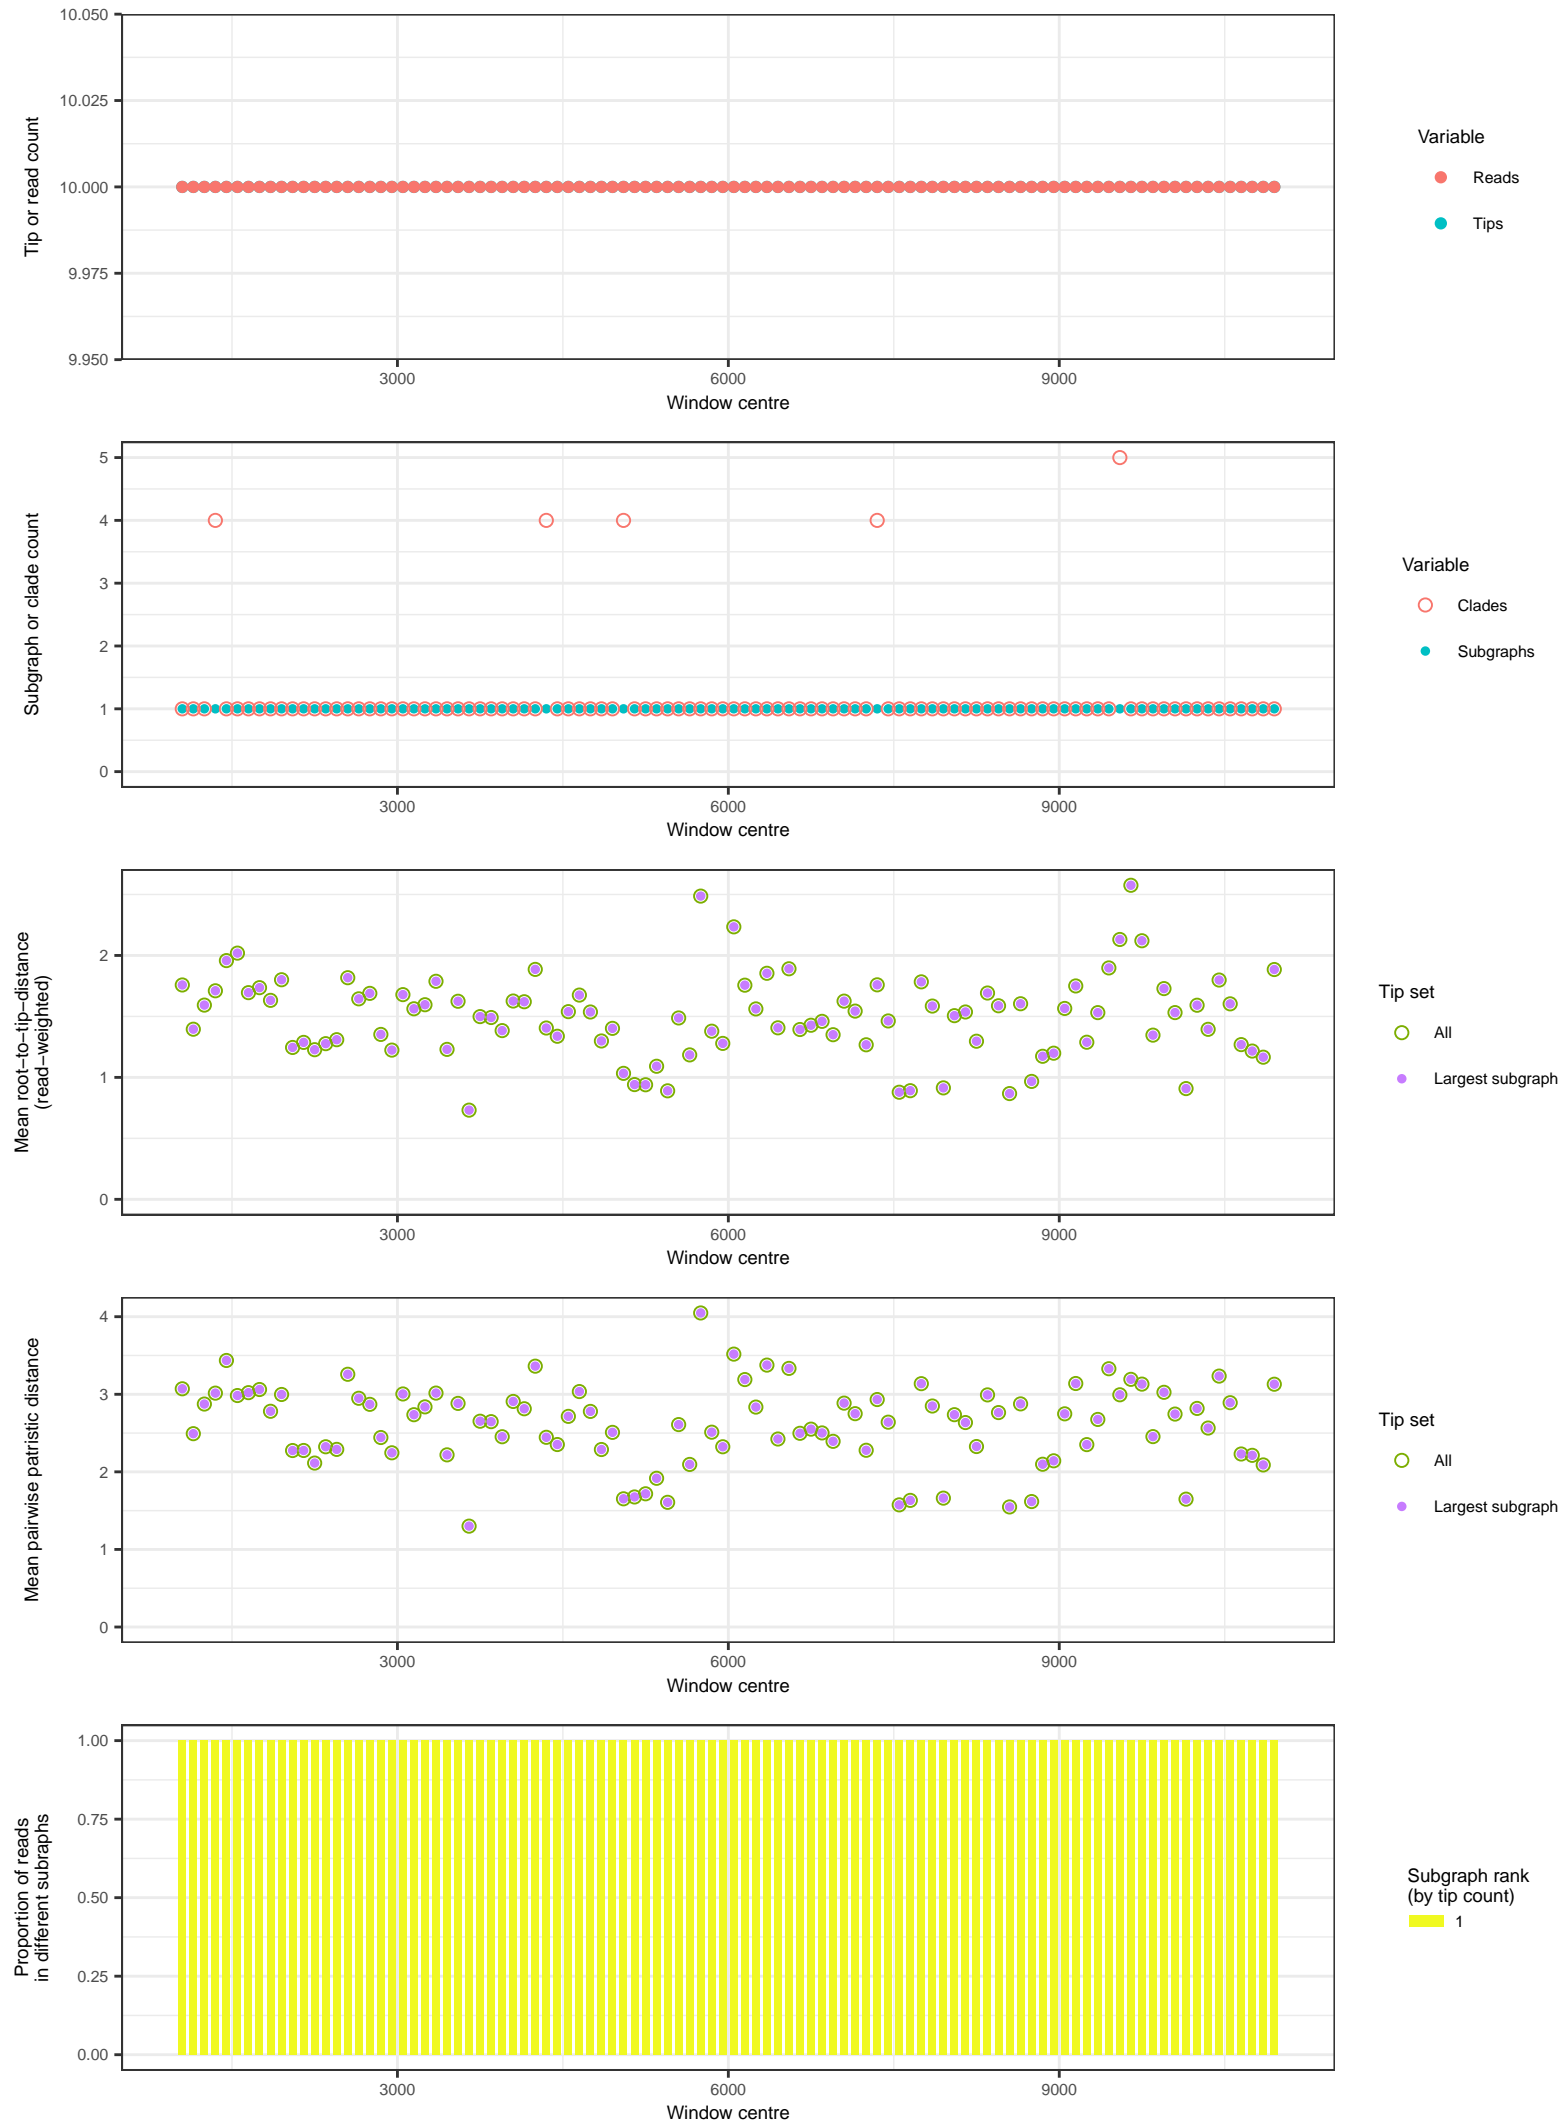 10.050
10.025
10.000
9.975
9.950
Tip or read count
3000
6000
9000
Window centre
Variable
Reads
Tips
5
4
3
2
1
0
Subgraph or clade count
3000
6000
9000
Window centre
Variable
Clades
Subgraphs
2
1
0
Mean root−to−tip−distance
(read−weighted)
3000
6000
9000
Window centre
Tip set
All
Largest subgraph
4
3
2
1
0
Mean pairwise patristic distance
3000
6000
9000
Window centre
Tip set
All
Largest subgraph
1.00
0.75
0.50
0.25
0.00
Proportion of reads
in different subraphs
3000
6000
9000
Window centre
Subgraph rank
(by tip count)
1